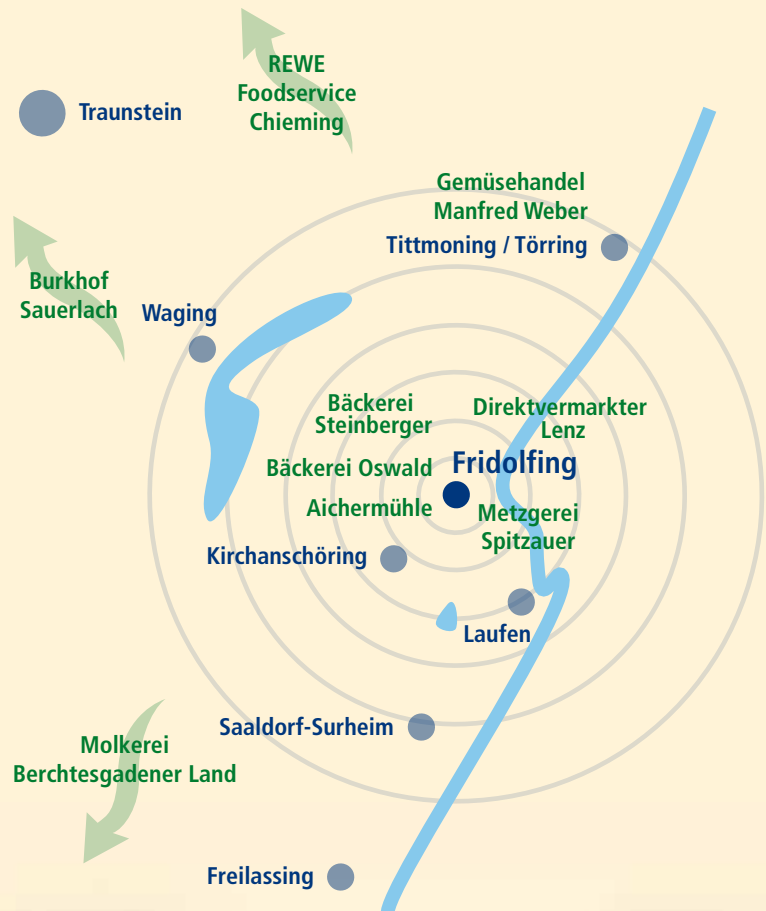 REWE
Foodservice
Chieming
Traunstein
Gemüsehandel
Manfred Weber
Tittmoning / Törring
Burkhof
Sauerlach
Waging
Bäckerei
Steinberger
Direktvermarkter
Lenz
Bäckerei Oswald
Fridolfing
Aichermühle
Metzgerei
Spitzauer
Kirchanschöring
Laufen
Saaldorf-Surheim
Molkerei
Berchtesgadener Land
Freilassing